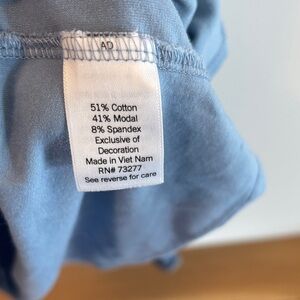 AD
51% Cotton
41% Modal
8% Spandex
Exclusive of
Decoration
Made in Viet Nam
RN# 73277
See reverse for care